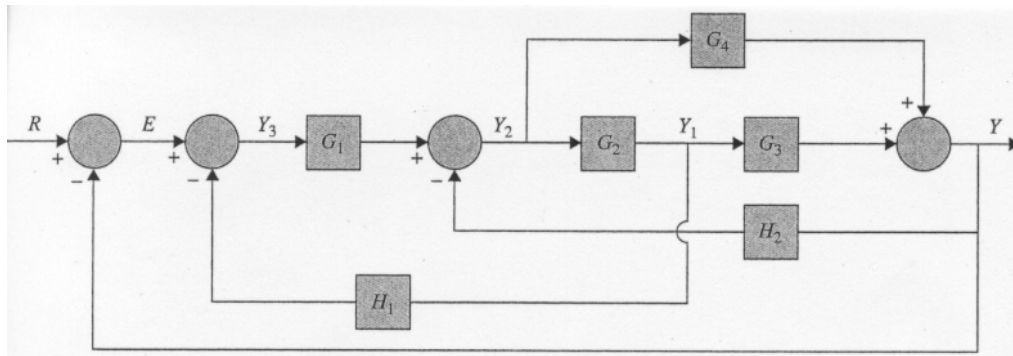 G4
+
R E Y3 G1 Y2 G2 Y1 G3 + Y
+ + +
− − −
H2
H1